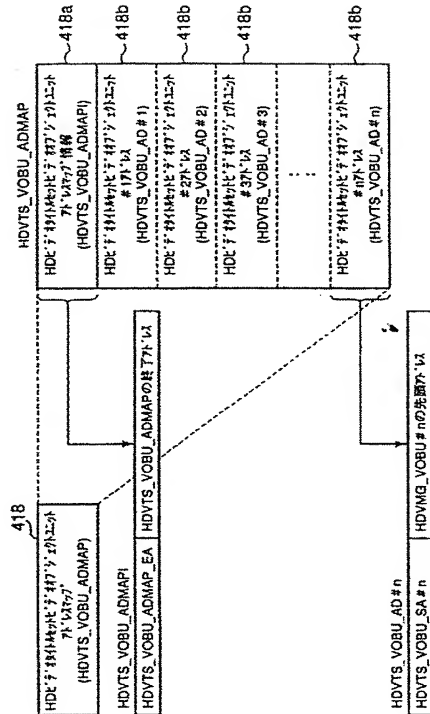 418
HDビデオタイトルセットビデオオブジェクトユニット
アドレスマップ
(HDVTS_VOBU_ADMAP)
HDVTS_VOBU_ADMAP
HDビデオタイトルセットビデオオブジェクトユニット
アドレスマップ情報
(HDVTS_VOBU_ADMAPI)
418a
HDビデオタイトルセットビデオオブジェクトユニット
#1アドレス
(HDVTS_VOBU_AD#1)
418b
HDビデオタイトルセットビデオオブジェクトユニット
#2アドレス
(HDVTS_VOBU_AD#2)
418b
HDビデオタイトルセットビデオオブジェクトユニット
#3アドレス
(HDVTS_VOBU_AD#3)
418b
HDビデオタイトルセットビデオオブジェクトユニット
#nアドレス
(HDVTS_VOBU_AD#n)
418b
HDVTS_VOBU_ADMAPI
HDVTS_VOBU_ADMAP_EA
HDVTS_VOBU_ADMAPの終了アドレス
HDVTS_VOBU_AD#n
HDVTS_VOBU_SA#n
HDVMG_VOBU#nの先頭アドレス